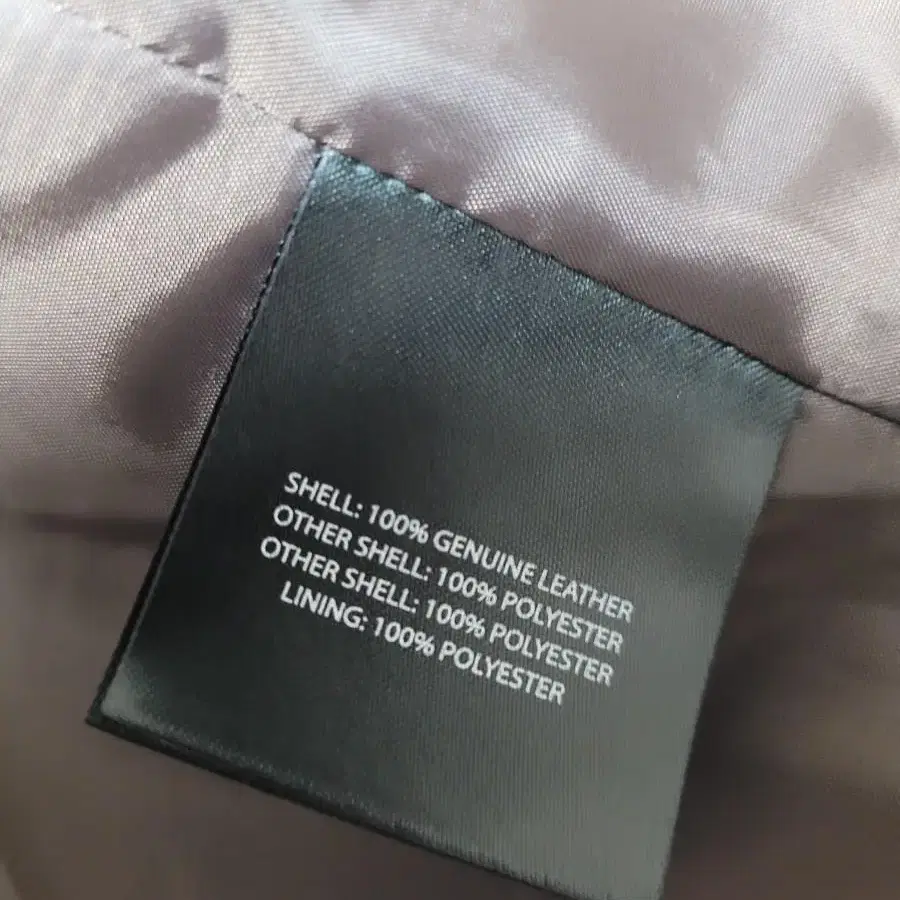 SHELL: 100% GENUINE LEATHER
OTHER SHELL: 100% POLYESTER
OTHER SHELL: 100% POLYESTER
LINING: 100% POLYESTER